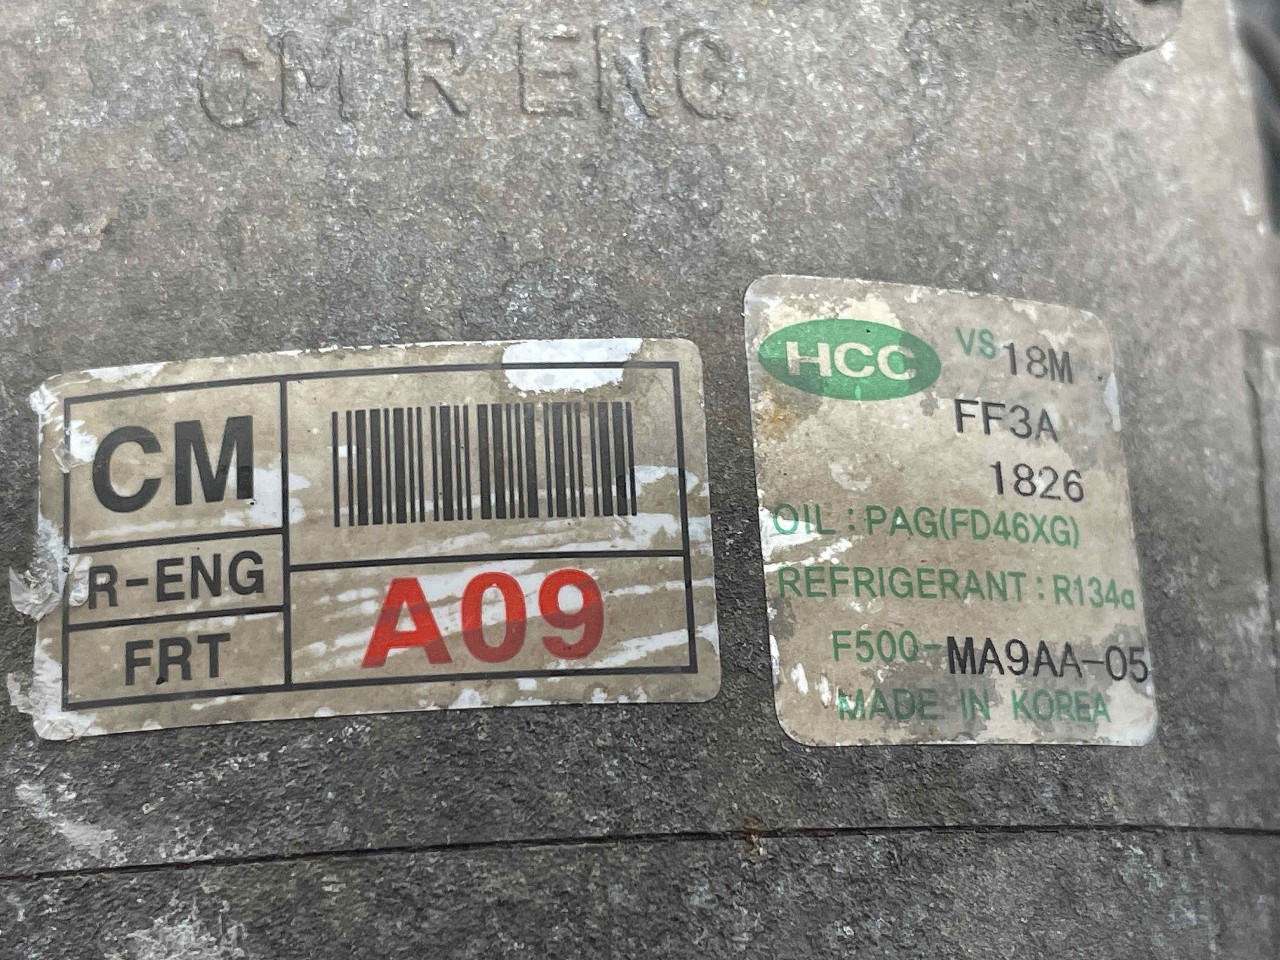 CM R ENG
CM
R-ENG
FRT
A09
HCC VS 18M
FF3A
1826
OIL : PAG(FD46XG)
REFRIGERANT : R134a
F500-MA9AA-05
MADE IN KOREA